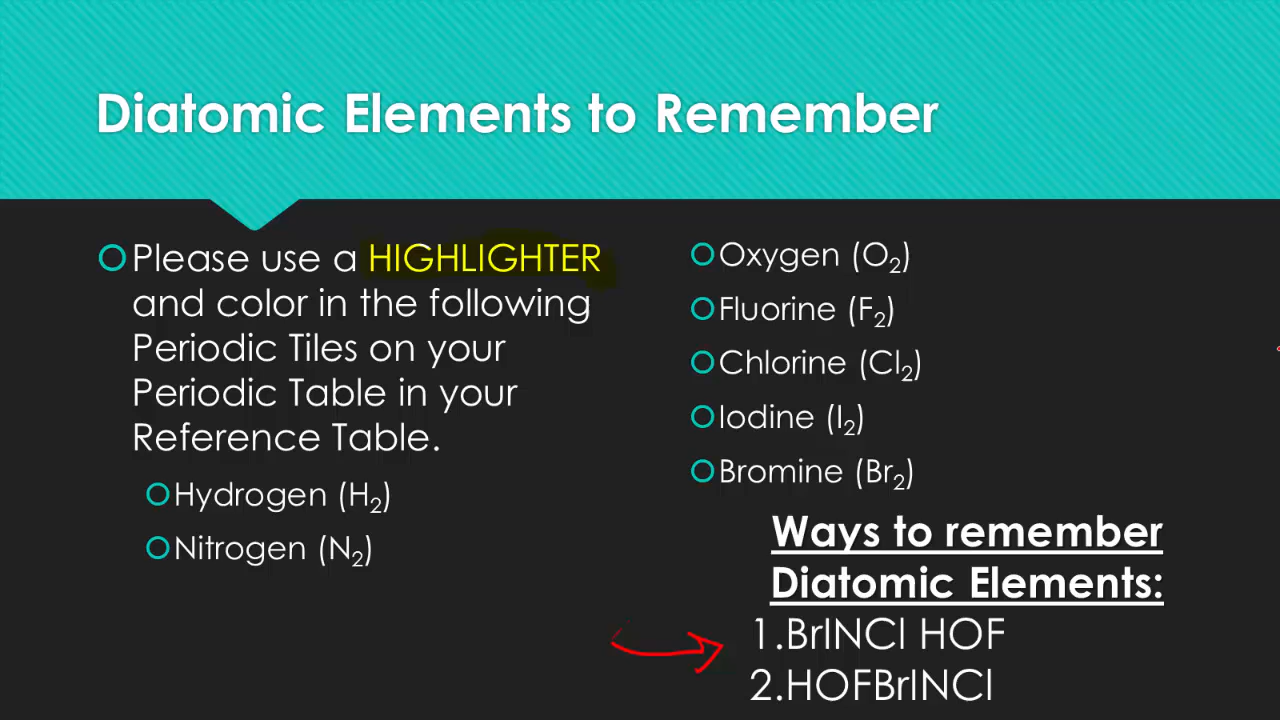 Diatomic Elements to Remember
Please use a HIGHLIGHTER
and color in the following
Periodic Tiles on your
Periodic Table in your
Reference Table.
Hydrogen (H₂)
Nitrogen (N₂)
Oxygen (O₂)
Fluorine (F₂)
Chlorine (Cl₂)
Iodine (I₂)
Bromine (Br₂)
Ways to remember
Diatomic Elements:
1.BrINCl HOF
2.HOFBrINCl